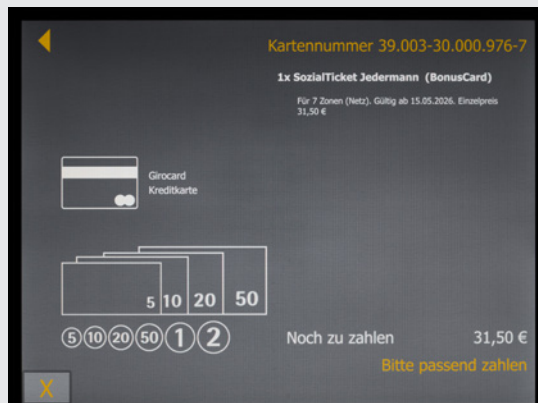 Kartennummer 39.003-30.000.976-7
1x SozialTicket Jedermann (BonusCard)
Für 7 Zonen (Netz). Gültig ab 15.05.2026. Einzelpreis
31,50 €
Girocard
Kreditkarte
5 10 20 50
5 10 20 50 1 2
Noch zu zahlen 31,50 €
Bitte passend zahlen
X